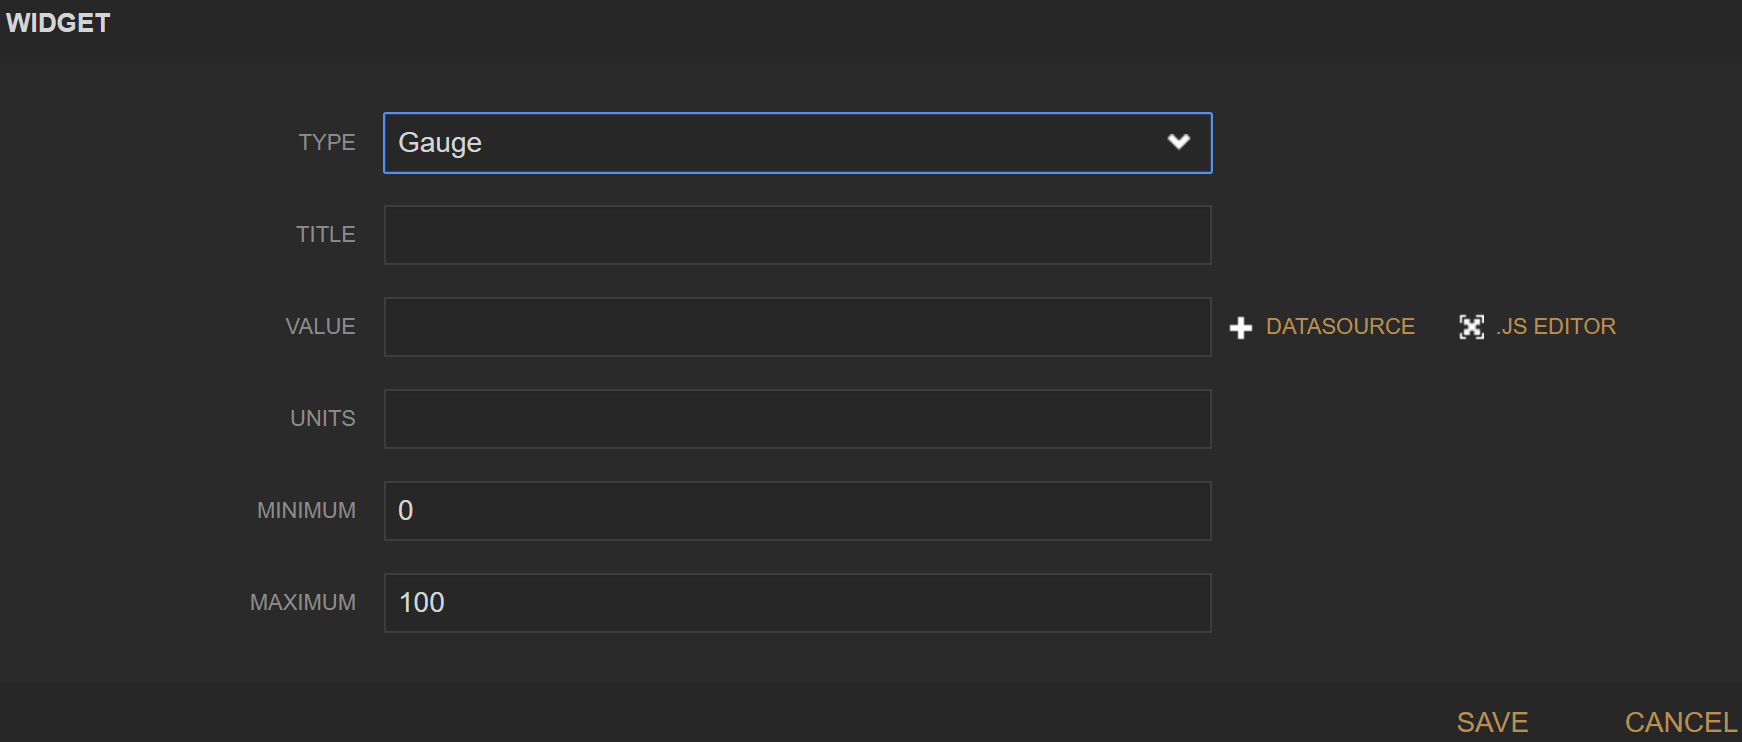 WIDGET
TYPE Gauge
TITLE
VALUE DATASOURCE .JS EDITOR
UNITS
MINIMUM 0
MAXIMUM 100
SAVE CANCEL